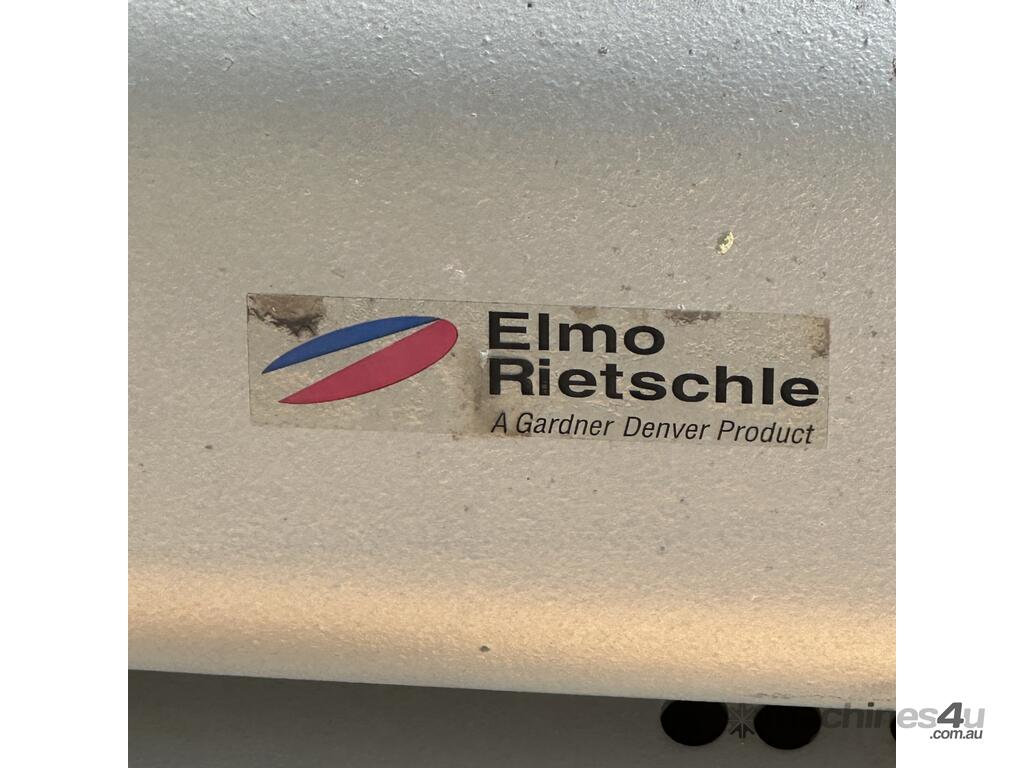 Elmo
Rietschle
A Gardner Denver Product
machines4u
.com.au